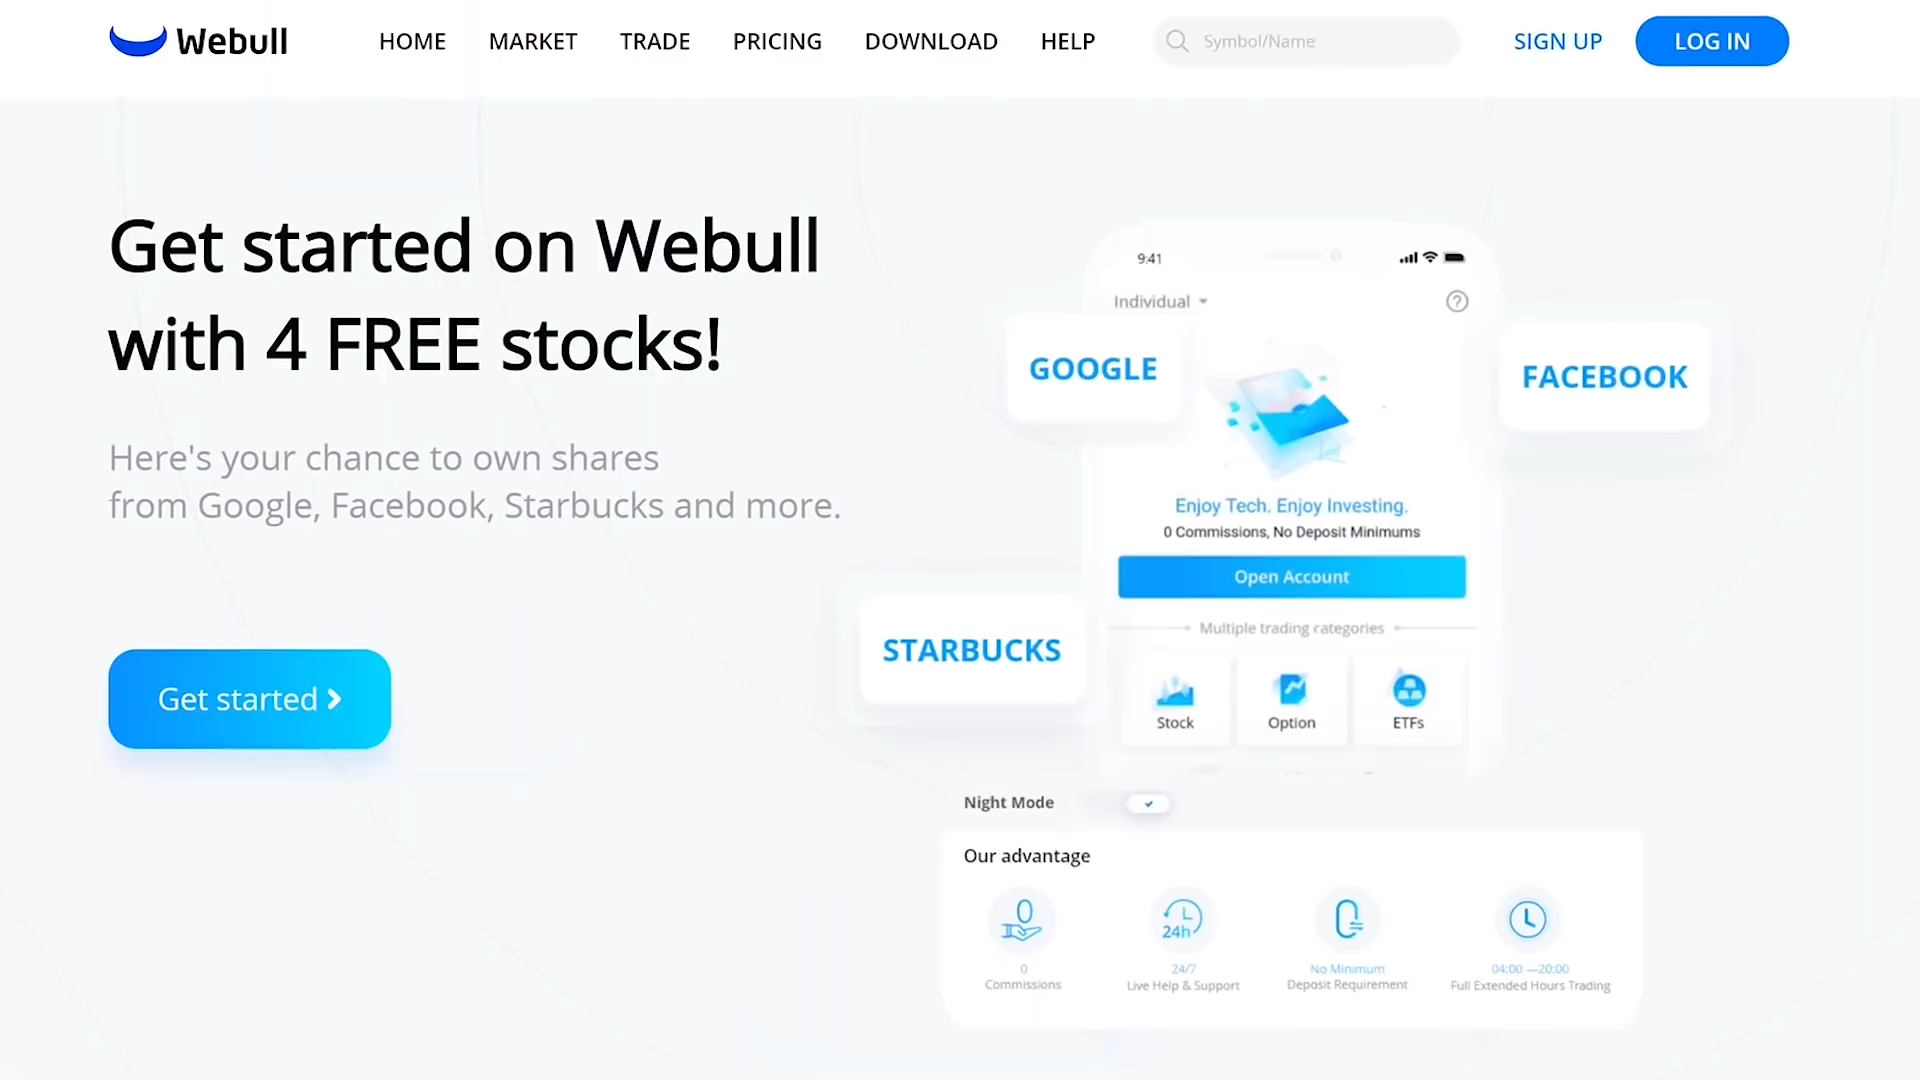 Webull
HOME
MARKET
TRADE
PRICING
DOWNLOAD
HELP
Symbol/Name
SIGN UP
LOG IN
Get started on Webull
with 4 FREE stocks!
Here's your chance to own shares
from Google, Facebook, Starbucks and more.
Get started
9:41
Individual
GOOGLE
FACEBOOK
STARBUCKS
Enjoy Tech. Enjoy Investing.
0 Commissions, No Deposit Minimums
Open Account
Multiple trading categories
Stock
Option
ETFs
Night Mode
Our advantage
0
24h
0
Commissions
24/7
Live Help & Support
No Minimum
Deposit Requirement
04:00 —20:00
Full Extended Hours Trading